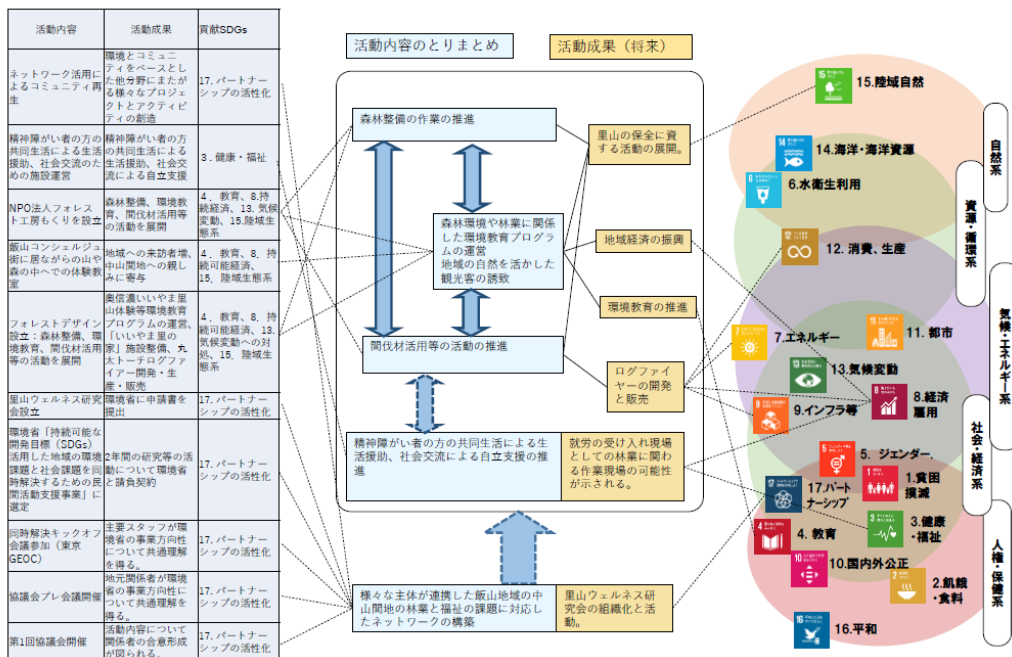 活動内容
活動成果
貢献SDGs
ネットワーク活用に
よるコミュニティ再
生
環境とコミュニ
ティをベースとし
た他分野にまたが
る様々なプロジェ
クトとアクティビ
ティの創造
17. パートナー
シップの活性化
精神障がい者の方の
共同生活による生活
援助、社会交流のた
めの施設運営
精神障がい者の方
の共同生活による
生活援助、社会交
流による自立支援
3. 健康・福祉
NPO法人フォレス
ト工房もくりを設立
森林整備、環境教
育、間伐材活用等
の活動を展開
4 、教育、8.持
続経済、13. 気候
変動、15.陸域生
態系
飯山コンシェルジュ
街に居ながらの山や
森の中へでの体験教
室
地域への来訪者増、
中山間地への親し
みに寄与
4 、教育、8、持
続可能経済、
15. 陸域生態系
フォレストデザイン
設立：森林整備、環
境教育、間伐材活用
等の活動を展開
奥信濃いいやま里
山体験等環境教育
プログラムの運営、
「いいやま里の
家」施設整備、丸
太トーチログファ
イアー開発・生
産・販売
4 、教育、8、持
続可能経済、13.
気候変動への対
処、15. 陸域生
態系
里山ウェルネス研究
会設立
環境省に申請書を
提出
17. パートナー
シップの活性化
環境省「持続可能な
開発目標（SDGs）
活用した地域の環境
課題と社会課題を同
時解決するための民
間活動支援事業」に
選定
2年間の研究等の活
動について環境省
と請負契約
17. パートナー
シップの活性化
同時解決キックオフ
会議参加（東京
GEOC）
主要スタッフが環
境省の事業方向性
について共通理解
を得る。
17. パートナー
シップの活性化
協議会プレ会議開催
地元関係者が環境
省の事業方向性に
ついて共通理解を
得る。
17. パートナー
シップの活性化
第1回協議会開催
活動内容について
関係者の合意形成
が図られる。
17. パートナー
シップの活性化
活動内容のとりまとめ
活動成果（将来）
森林整備の作業の推進
里山の保全に資
する活動の展開。
森林環境や林業に関係
した環境教育プログラ
ムの運営
地域の自然を活かした
観光客の誘致
地域経済の振興
環境教育の推進
間伐材活用等の活動の推進
ログファイ
ヤーの開発
と販売
精神障がい者の方の共同生活による生
活援助、社会交流による自立支援の推
進
就労の受け入れ現場
としての林業に関わ
る作業現場の可能性
が示される。
様々な主体が連携した飯山地域の中
山間地の林業と福祉の課題に対応し
たネットワークの構築
里山ウェルネス研究
会の組織化と活
動。
15.陸域自然
14.海洋・海洋資源
6.水衛生利用
12. 消費、生産
11. 都市
7.エネルギー
13.気候変動
8.経済
雇用
9.インフラ等
5. ジェンダー、
1.貧困
撲滅
17.パート
ナーシップ
3.健康
・福祉
4. 教育
10.国内外公正
2.飢餓
・食料
16.平和
自然系
資源・循環系
気候・エネルギー系
社会・経済系
人権・保健系